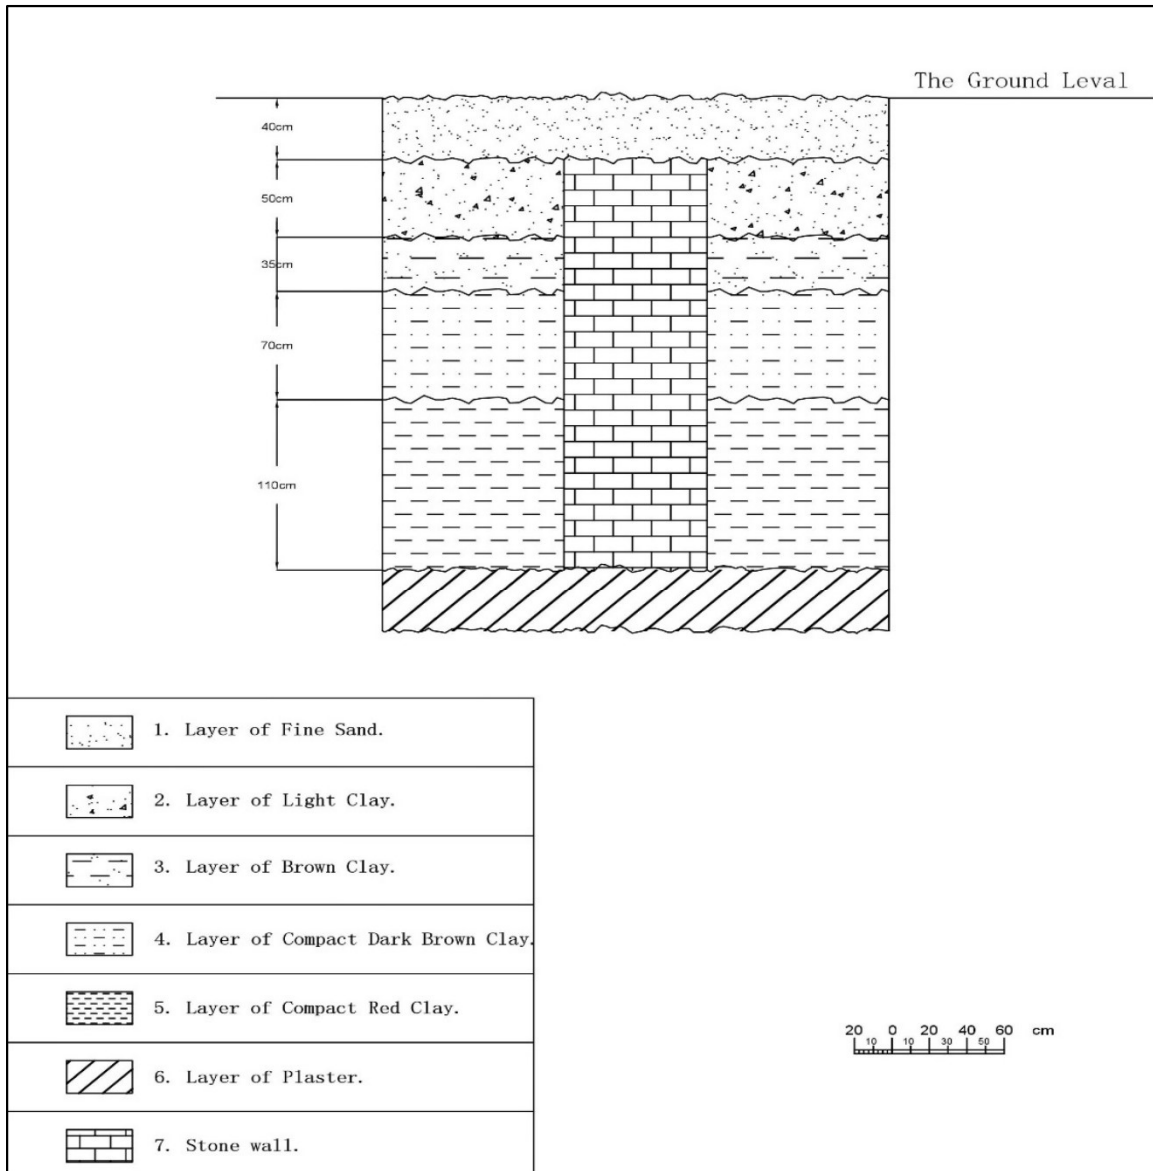 The Ground Leval
40cm
50cm
35cm
70cm
110cm
1. Layer of Fine Sand.
2. Layer of Light Clay.
3. Layer of Brown Clay.
4. Layer of Compact Dark Brown Clay.
5. Layer of Compact Red Clay.
6. Layer of Plaster.
7. Stone wall.
20 0 20 40 60 cm
10 10 30 50